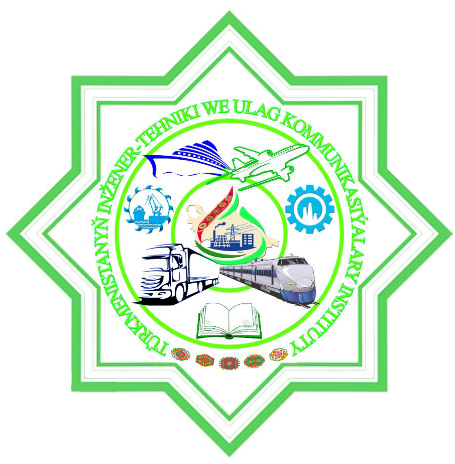 TÜRKMENISTANYŇ INŽENER-TEHNIKI WE ULAG KOMMUNIKASIÝALARY INSTITUTY